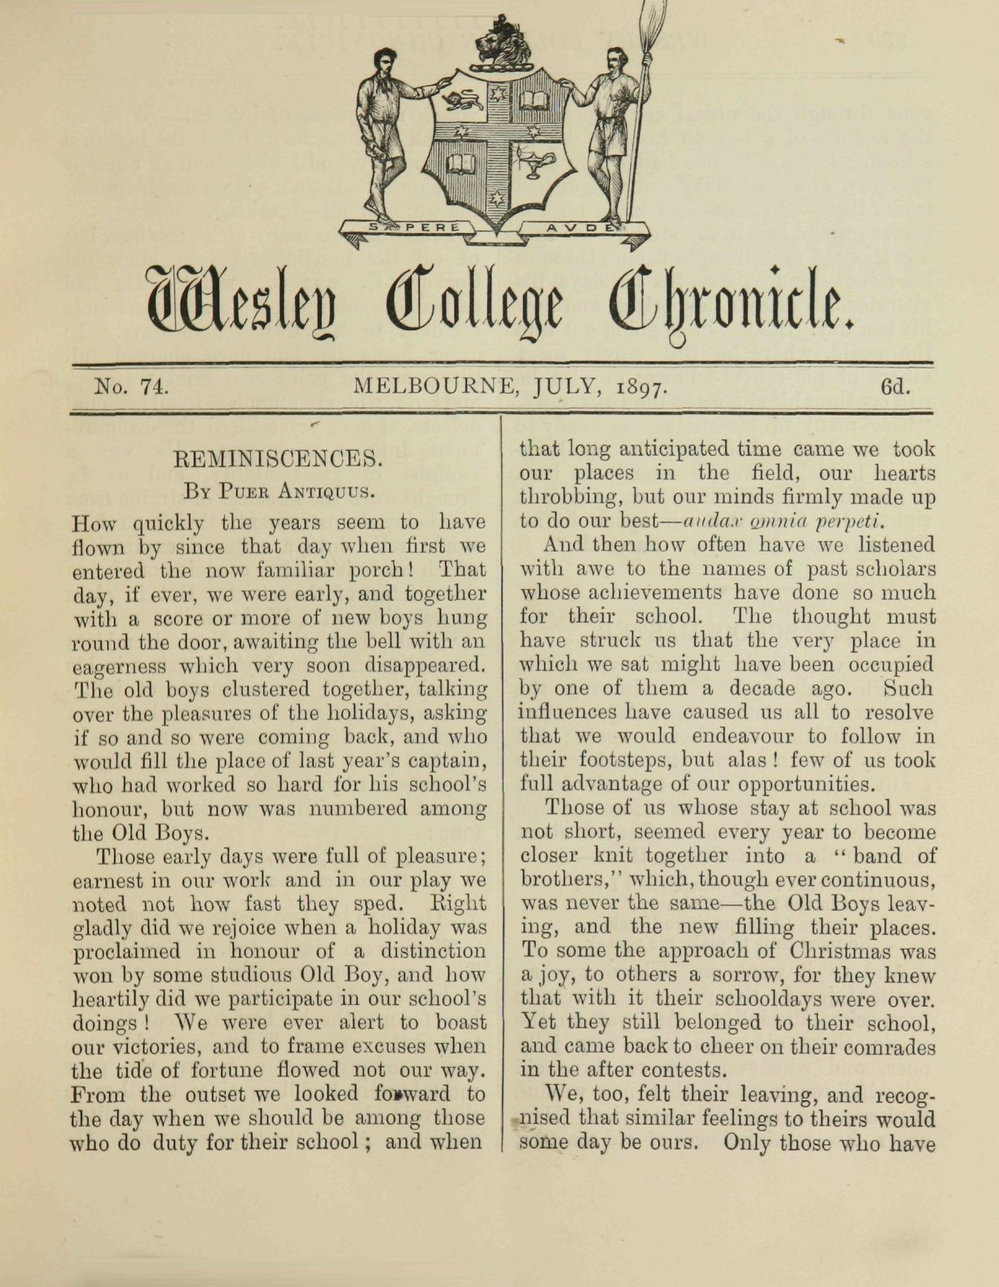 SAPERE AVDE
Wesley College Chronicle.
No. 74. MELBOURNE, JULY, 1897. 6d.
REMINISCENCES.
By Puer Antiquus.
How quickly the years seem to have
flown by since that day when first we
entered the now familiar porch! That
day, if ever, we were early, and together
with a score or more of new boys hung
round the door, awaiting the bell with an
eagerness which very soon disappeared.
The old boys clustered together, talking
over the pleasures of the holidays, asking
if so and so were coming back, and who
would fill the place of last year's captain,
who had worked so hard for his school's
honour, but now was numbered among
the Old Boys.
Those early days were full of pleasure;
earnest in our work and in our play we
noted not how fast they sped. Right
gladly did we rejoice when a holiday was
proclaimed in honour of a distinction
won by some studious Old Boy, and how
heartily did we participate in our school's
doings! We were ever alert to boast
our victories, and to frame excuses when
the tide of fortune flowed not our way.
From the outset we looked forward to
the day when we should be among those
who do duty for their school; and when
that long anticipated time came we took
our places in the field, our hearts
throbbing, but our minds firmly made up
to do our best—audax omnia perpeti.
And then how often have we listened
with awe to the names of past scholars
whose achievements have done so much
for their school. The thought must
have struck us that the very place in
which we sat might have been occupied
by one of them a decade ago. Such
influences have caused us all to resolve
that we would endeavour to follow in
their footsteps, but alas! few of us took
full advantage of our opportunities.
Those of us whose stay at school was
not short, seemed every year to become
closer knit together into a "band of
brothers," which, though ever continuous,
was never the same—the Old Boys leav-
ing, and the new filling their places.
To some the approach of Christmas was
a joy, to others a sorrow, for they knew
that with it their schooldays were over.
Yet they still belonged to their school,
and came back to cheer on their comrades
in the after contests.
We, too, felt their leaving, and recog-
nised that similar feelings to theirs would
some day be ours. Only those who have